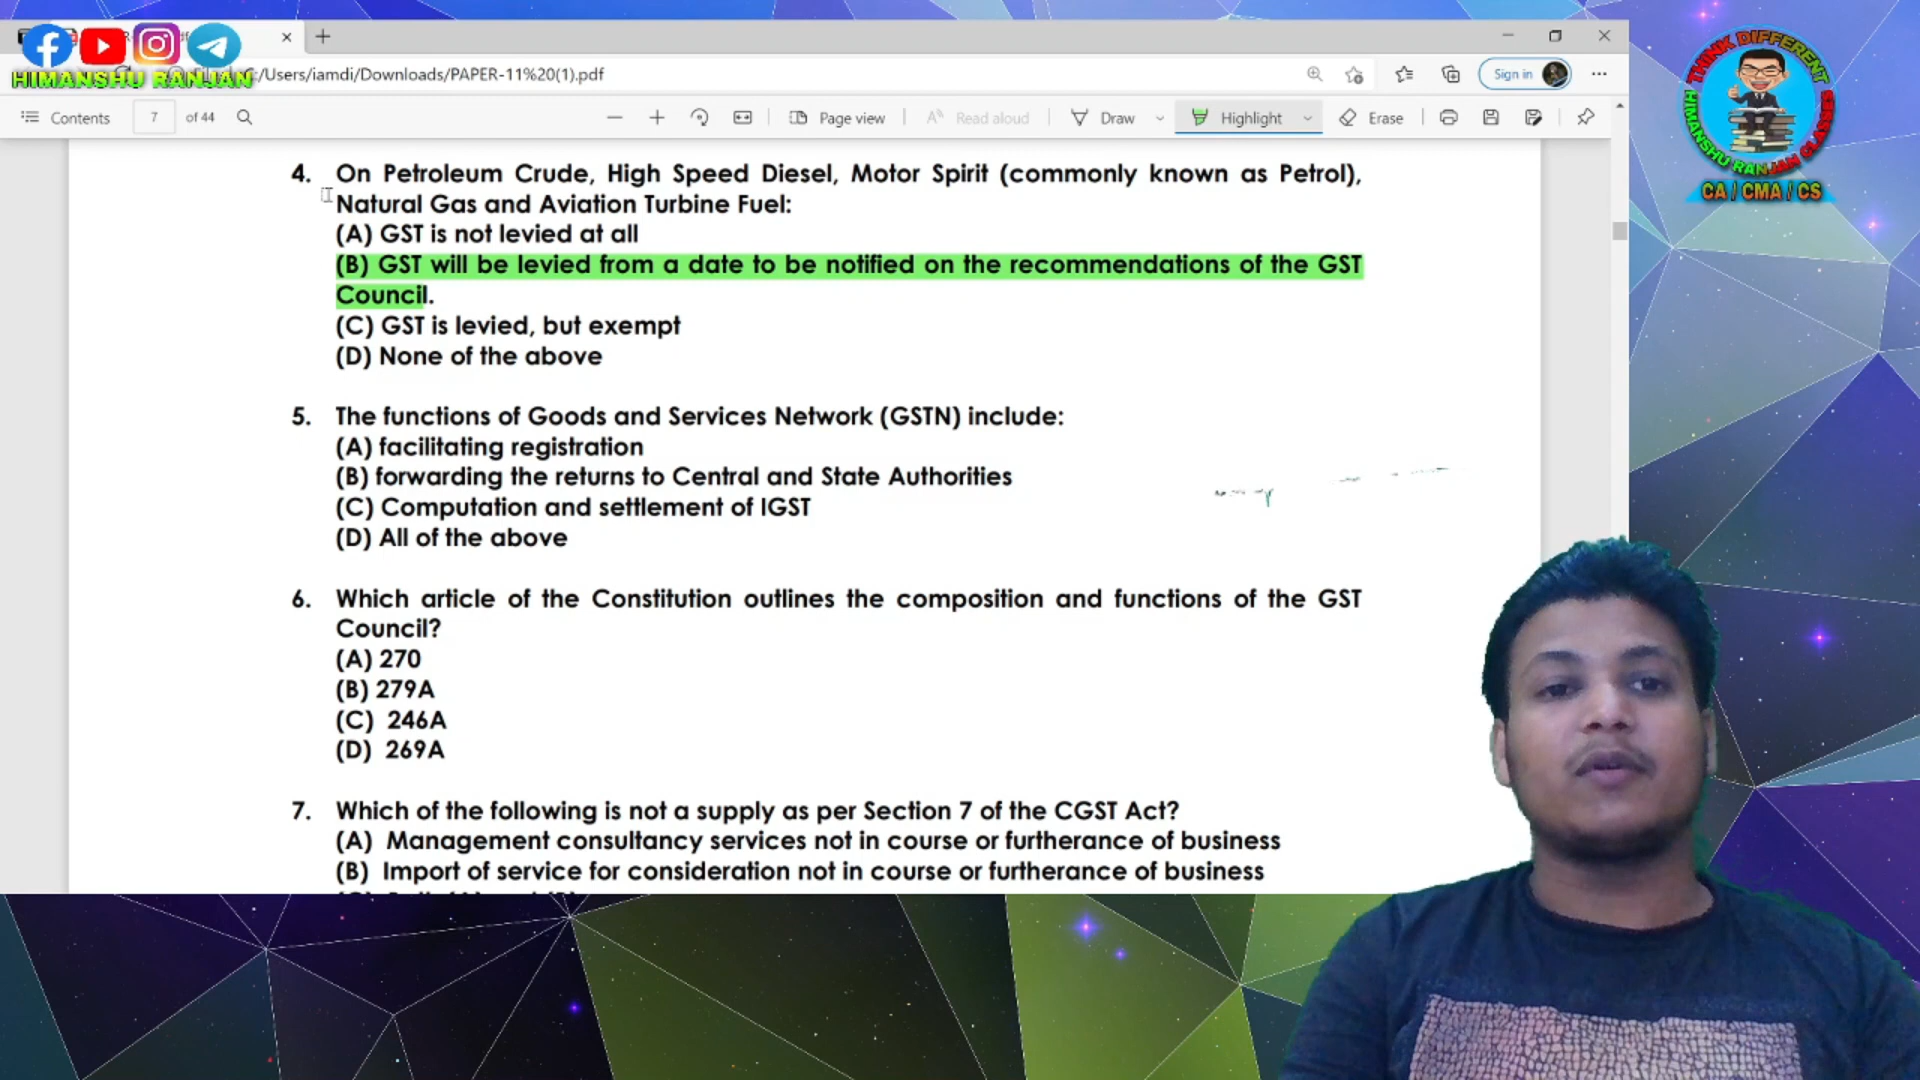 HIMANSHU RANJAN
C:/Users/iamdi/Downloads/PAPER-11%20(1).pdf
Sign in
Contents
7
of 44
Page view
Read aloud
Draw
Highlight
Erase
THINK DIFFERENT
HIMANSHU RANJAN CLASSES
CA / CMA / CS
4. On Petroleum Crude, High Speed Diesel, Motor Spirit (commonly known as Petrol),
Natural Gas and Aviation Turbine Fuel:
(A) GST is not levied at all
(B) GST will be levied from a date to be notified on the recommendations of the GST
Council.
(C) GST is levied, but exempt
(D) None of the above
5. The functions of Goods and Services Network (GSTN) include:
(A) facilitating registration
(B) forwarding the returns to Central and State Authorities
(C) Computation and settlement of IGST
(D) All of the above
6. Which article of the Constitution outlines the composition and functions of the GST
Council?
(A) 270
(B) 279A
(C) 246A
(D) 269A
7. Which of the following is not a supply as per Section 7 of the CGST Act?
(A) Management consultancy services not in course or furtherance of business
(B) Import of service for consideration not in course or furtherance of business